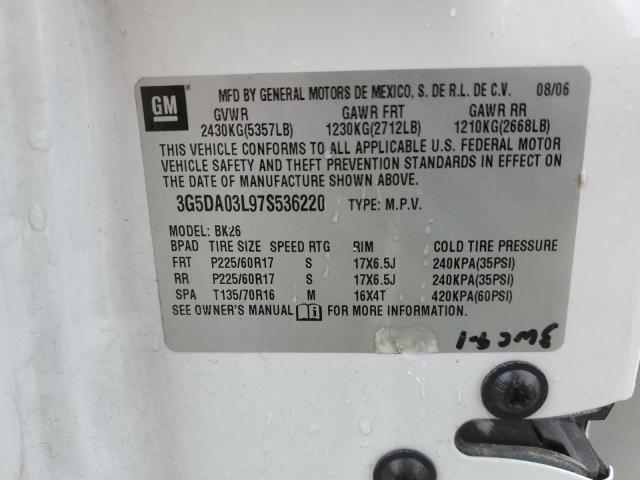 GM
MFD BY GENERAL MOTORS DE MEXICO, S. DE R.L. DE C.V. 08/06
GVWR GAWR FRT GAWR RR
2430KG(5357LB) 1230KG(2712LB) 1210KG(2668LB)
THIS VEHICLE CONFORMS TO ALL APPLICABLE U.S. FEDERAL MOTOR
VEHICLE SAFETY AND THEFT PREVENTION STANDARDS IN EFFECT ON
THE DATE OF MANUFACTURE SHOWN ABOVE.
3G5DA03L97S536220 TYPE: M.P.V.
MODEL: BK26
BPAD TIRE SIZE SPEED RTG RIM COLD TIRE PRESSURE
FRT P225/60R17 S 17X6.5J 240KPA(35PSI)
RR P225/60R17 S 17X6.5J 240KPA(35PSI)
SPA T135/70R16 M 16X4T 420KPA(60PSI)
SEE OWNER'S MANUAL FOR MORE INFORMATION.